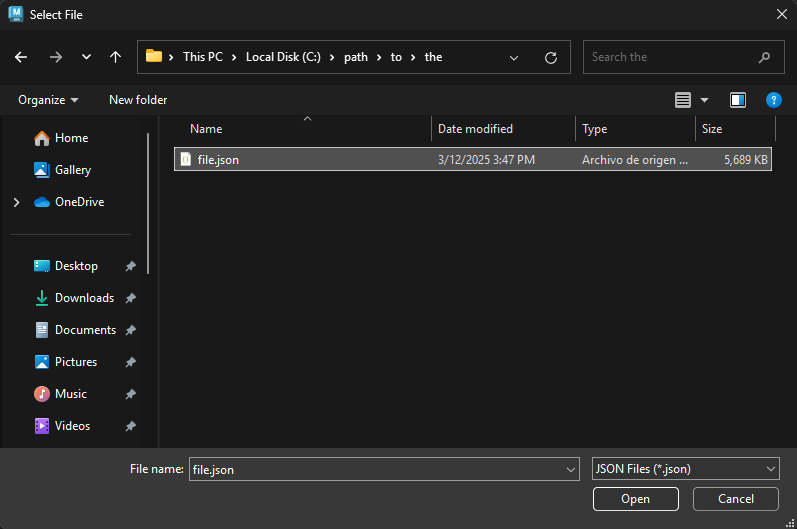 Select File
This PC > Local Disk (C:) > path > to > the
Search the
Organize
New folder
Name
Date modified
Type
Size
Home
Gallery
OneDrive
Desktop
Downloads
Documents
Pictures
Music
Videos
file.json 3/12/2025 3:47 PM Archivo de origen ... 5,689 KB
File name: file.json
JSON Files (*.json)
Open
Cancel